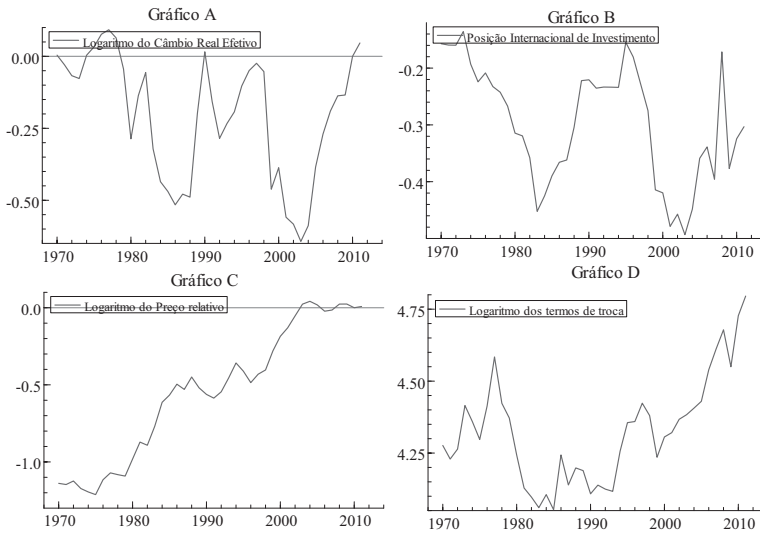 Gráfico A
Logaritmo do Câmbio Real Efetivo
0.00
-0.25
-0.50
1970 1980 1990 2000 2010
Gráfico B
Posição Internacional de Investimento
-0.2
-0.3
-0.4
1970 1980 1990 2000 2010
Gráfico C
Logaritmo do Preço relativo
0.0
-0.5
-1.0
1970 1980 1990 2000 2010
Gráfico D
Logaritmo dos termos de troca
4.75
4.50
4.25
1970 1980 1990 2000 2010